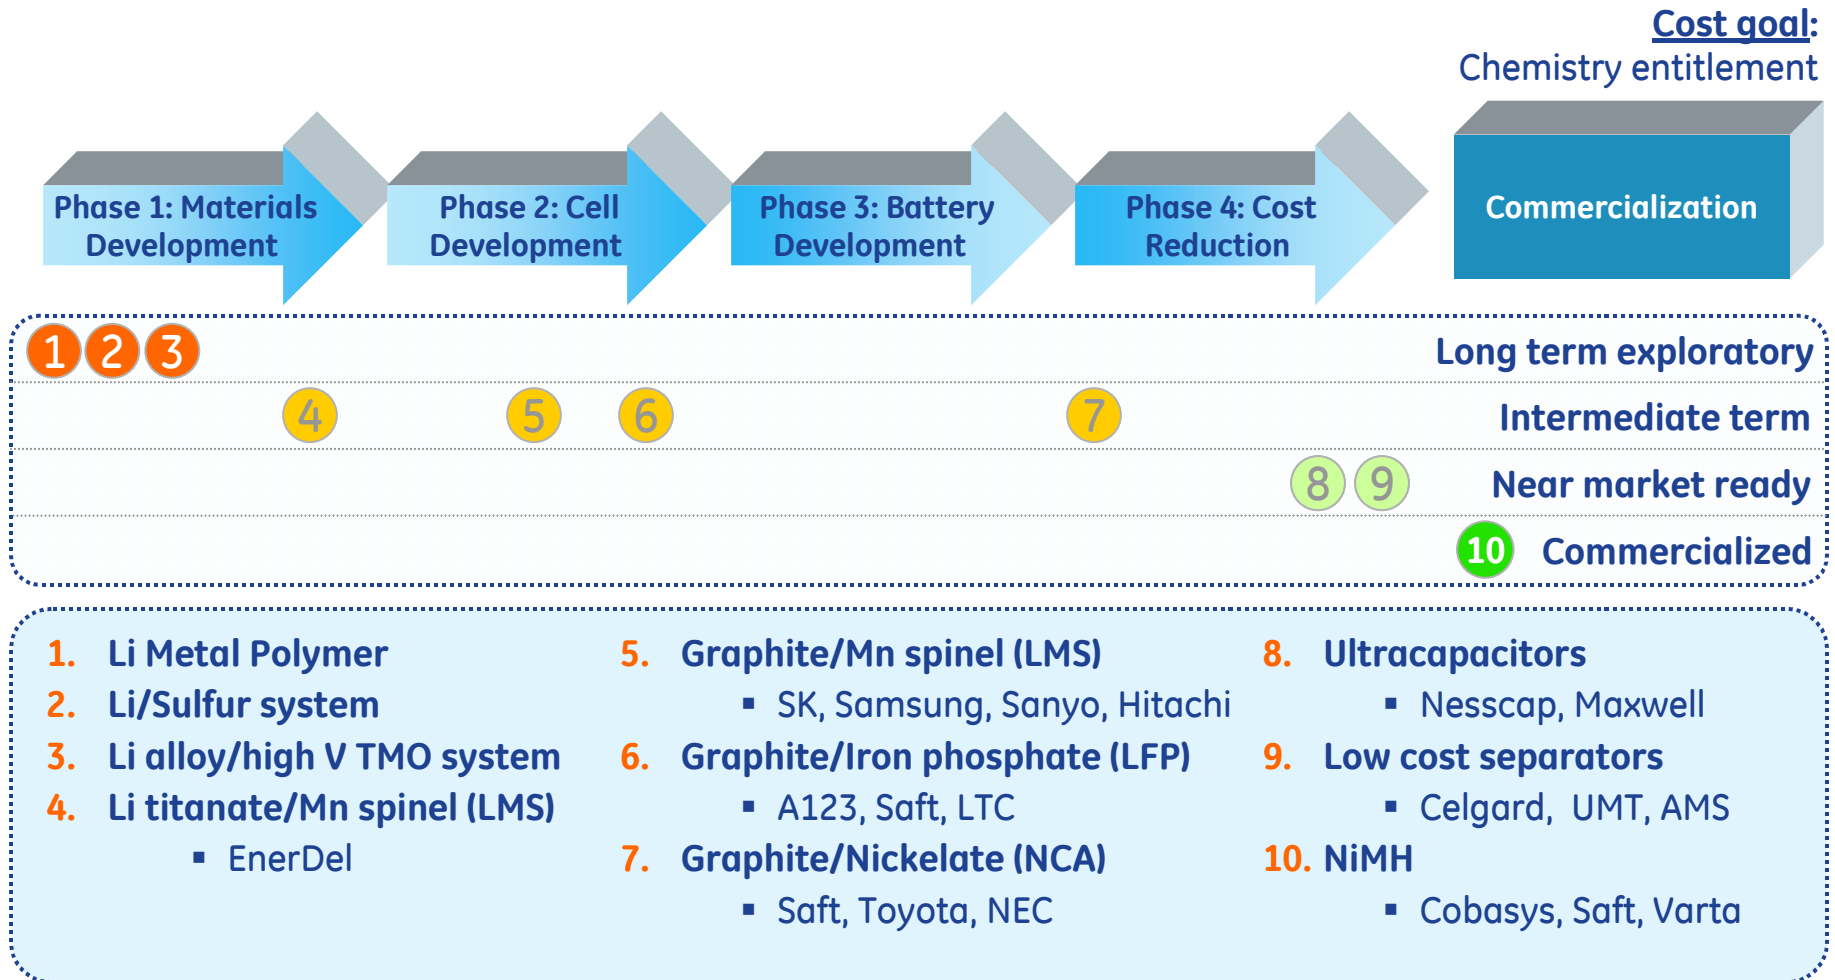 Cost goal:
Chemistry entitlement
Phase 1: Materials
Development
Phase 2: Cell
Development
Phase 3: Battery
Development
Phase 4: Cost
Reduction
Commercialization
1 2 3 Long term exploratory
4 5 6 7 Intermediate term
8 9 Near market ready
10 Commercialized
1. Li Metal Polymer
2. Li/Sulfur system
3. Li alloy/high V TMO system
4. Li titanate/Mn spinel (LMS)
▪ EnerDel
5. Graphite/Mn spinel (LMS)
▪ SK, Samsung, Sanyo, Hitachi
6. Graphite/Iron phosphate (LFP)
▪ A123, Saft, LTC
7. Graphite/Nickelate (NCA)
▪ Saft, Toyota, NEC
8. Ultracapacitors
▪ Nesscap, Maxwell
9. Low cost separators
▪ Celgard, UMT, AMS
10. NiMH
▪ Cobasys, Saft, Varta